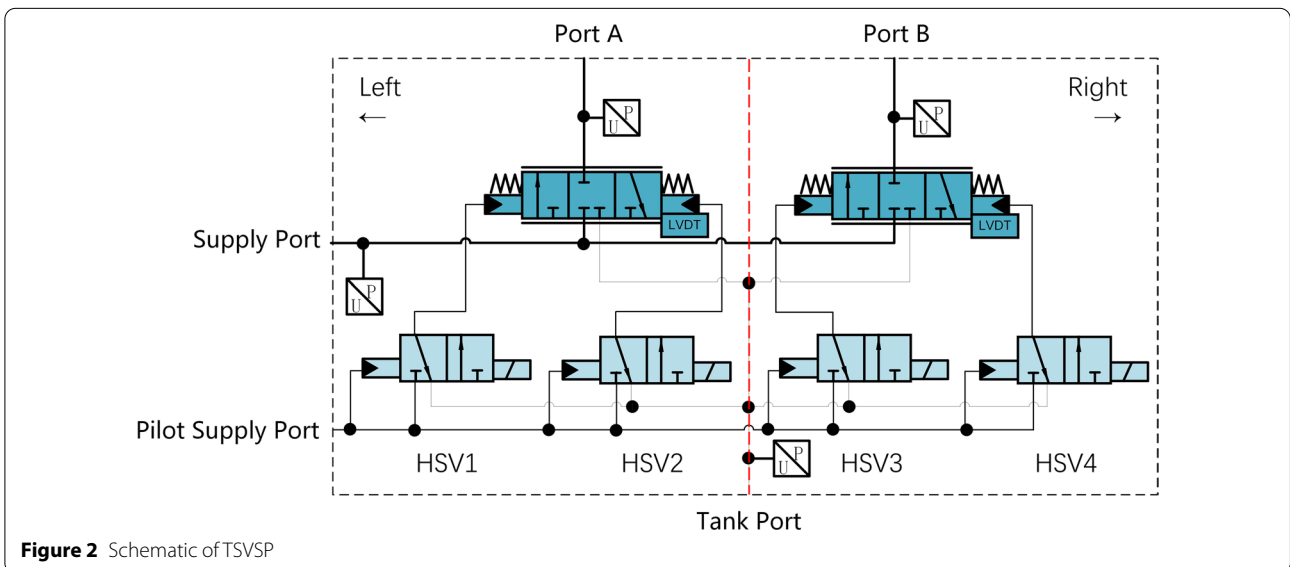 Port A
Port B
Left
←
Right
→
U P
U P
LVDT
LVDT
Supply Port
U P
Pilot Supply Port
U P
HSV1
HSV2
HSV3
HSV4
Tank Port
Figure 2 Schematic of TSVSP